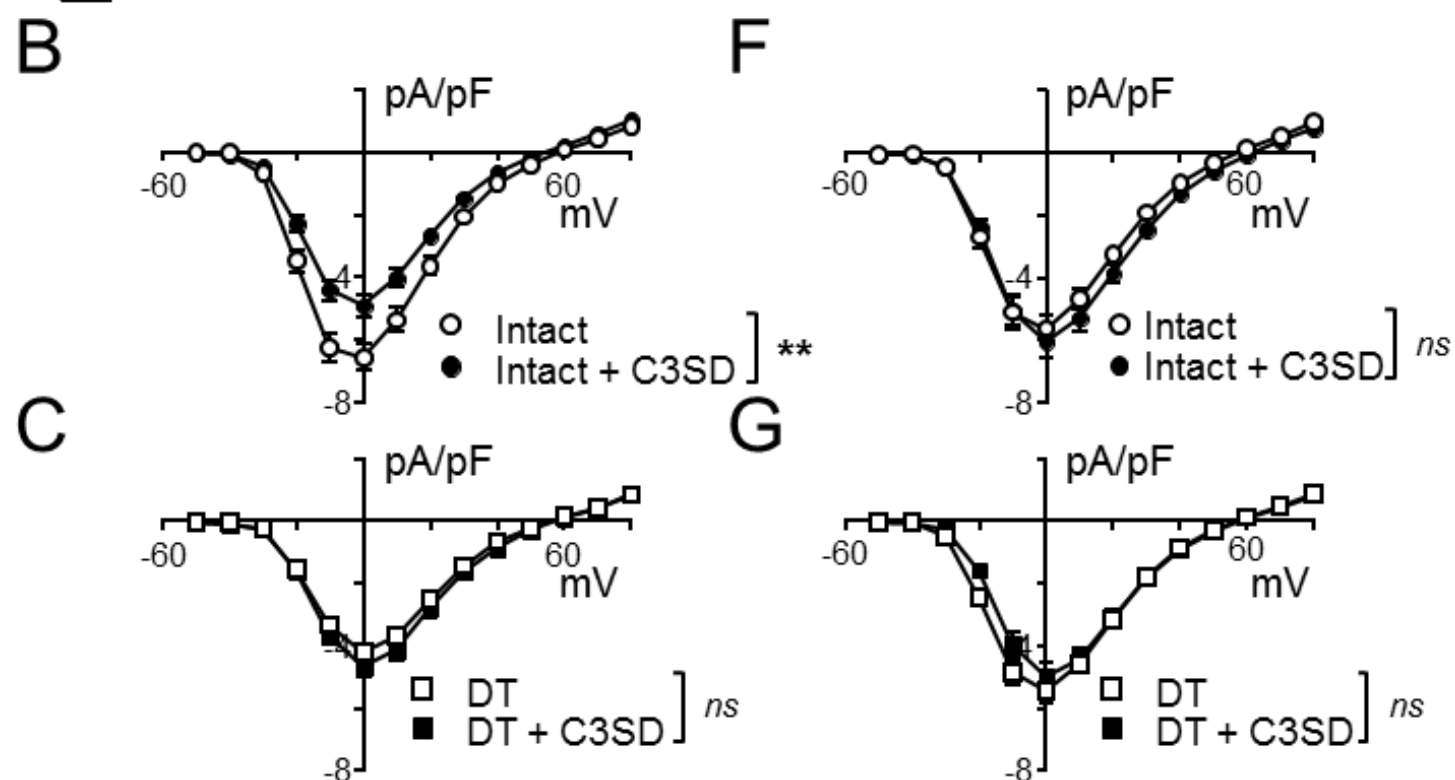 B
pA/pF
-60
60
mV
-4
Intact
Intact + C3SD
**
-8
F
pA/pF
-60
60
mV
-4
Intact
Intact + C3SD
ns
-8
C
pA/pF
-60
60
mV
-4
DT
DT + C3SD
ns
-8
G
pA/pF
-60
60
mV
-4
DT
DT + C3SD
ns
-8